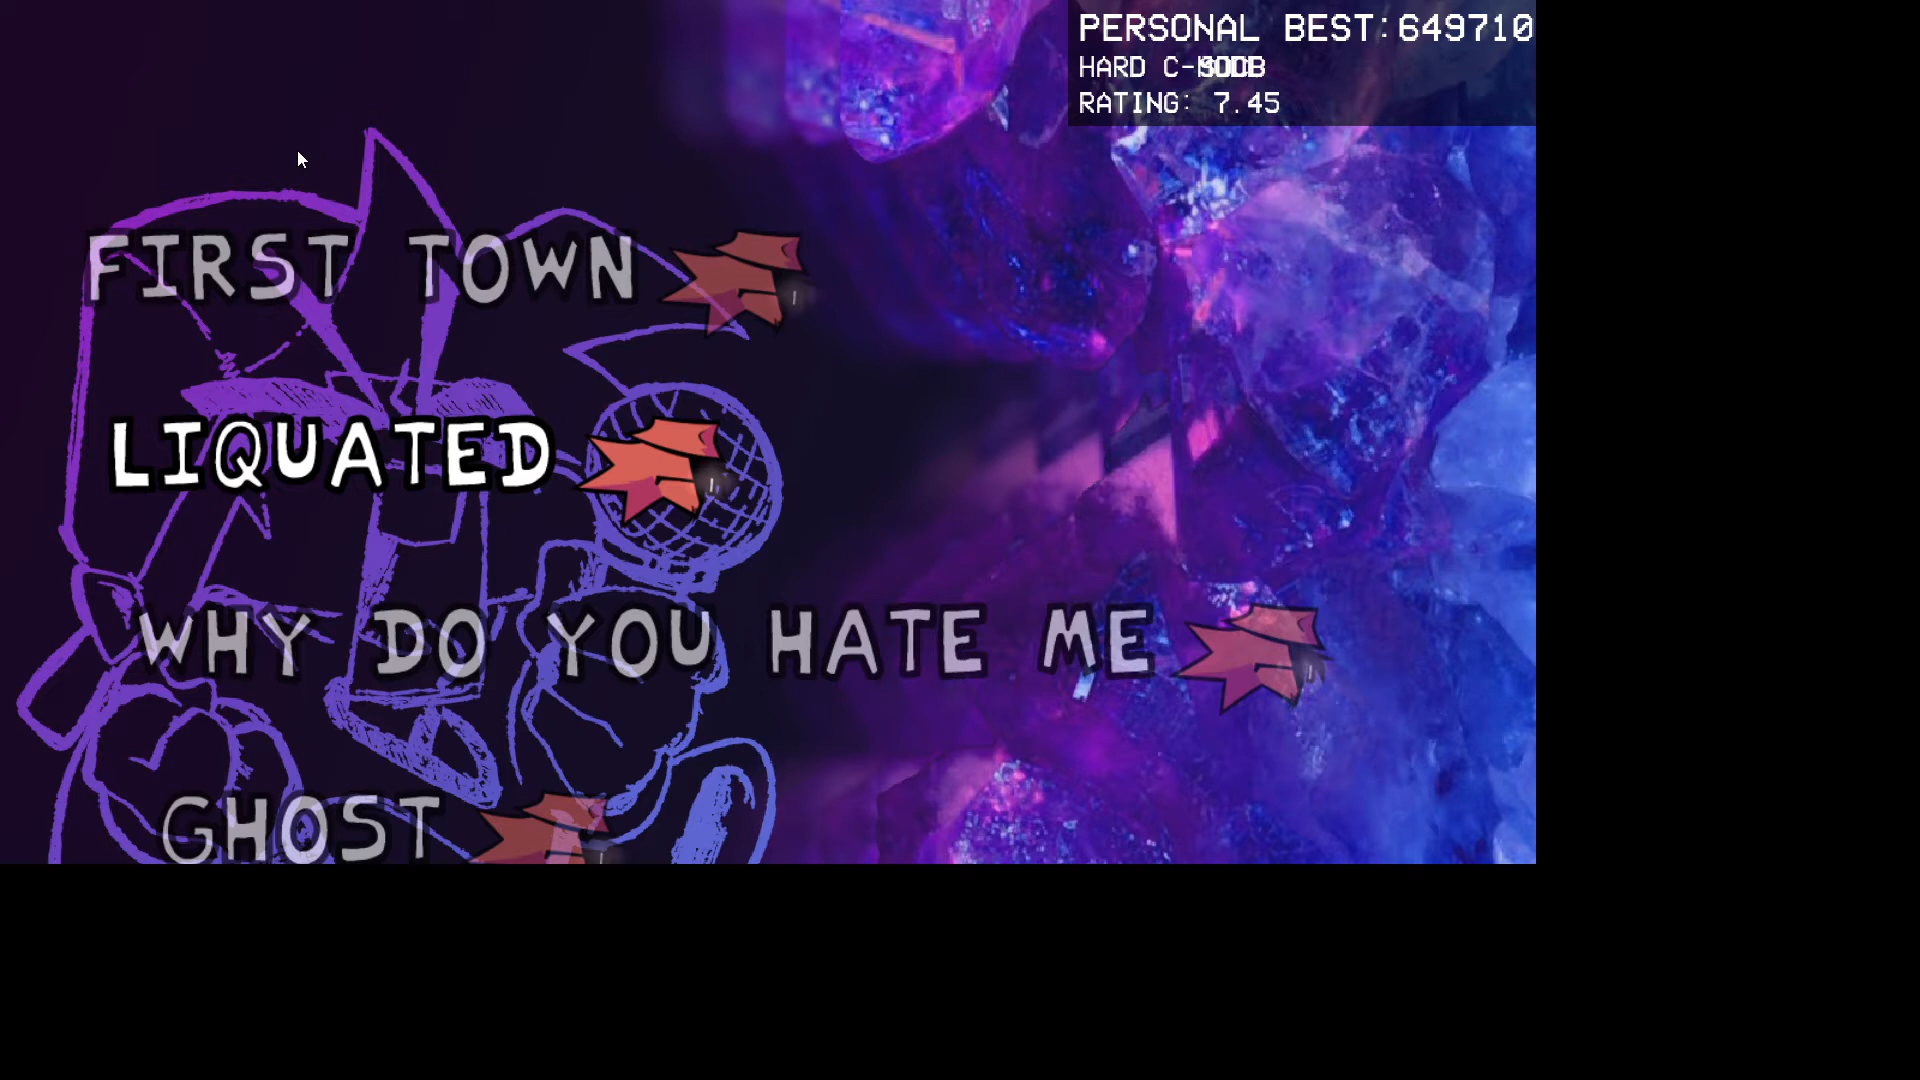 PERSONAL BEST:649710
HARD C-
RATING: 7.45
FIRST TOWN
LIQUATED
WHY DO YOU HATE ME
GHOST